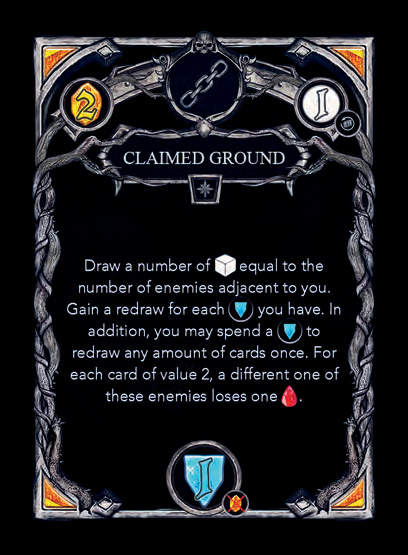 2
I
CLAIMED GROUND
Draw a number of equal to the
number of enemies adjacent to you.
Gain a redraw for each you have. In
addition, you may spend a to
redraw any amount of cards once. For
each card of value 2, a different one of
these enemies loses one .
I